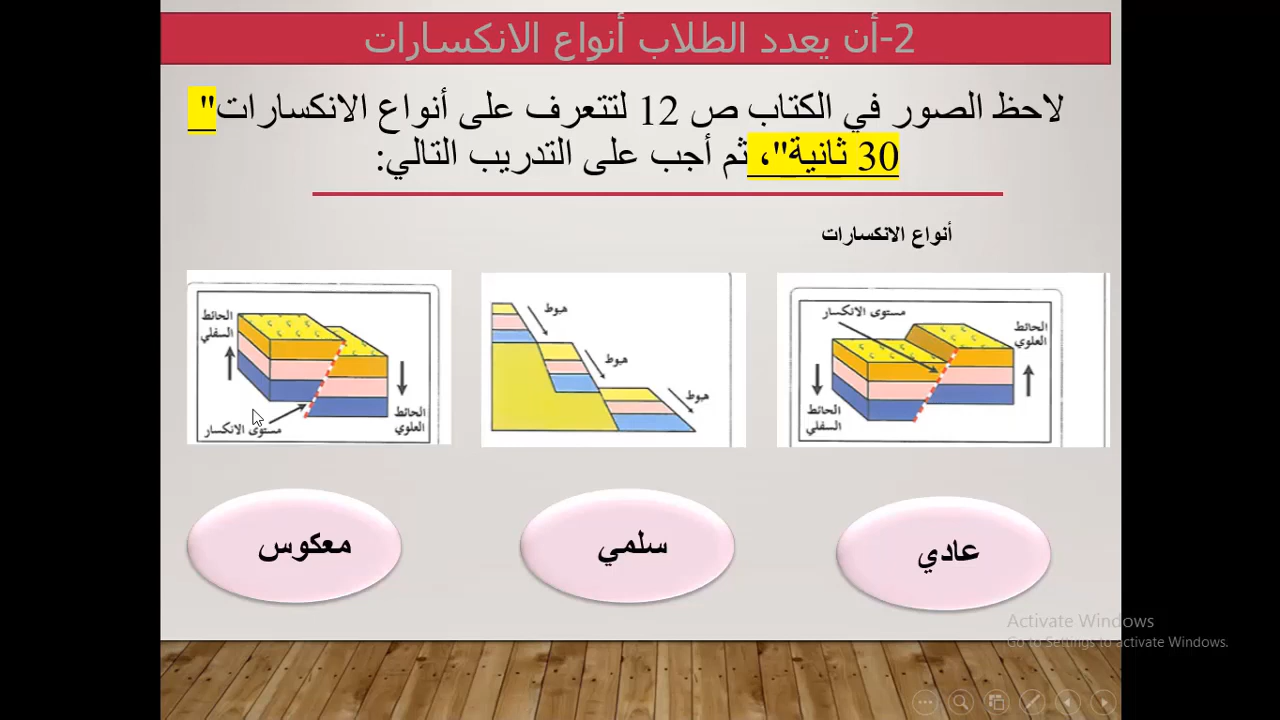 2-أن يعدد الطلاب أنواع الانكسارات
لاحظ الصور في الكتاب ص 12 لتتعرف على أنواع الانكسارات"
30 ثانية"، ثم أجب على التدريب التالي:
أنواع الانكسارات
مستوى الانكسار
الحائط
العلوي
الحائط
السفلي
هبوط
هبوط
هبوط
الحائط
السفلي
الحائط
العلوي
مستوى الانكسار
عادي
سلمي
معكوس
Activate Windows
Go to Settings to activate Windows.